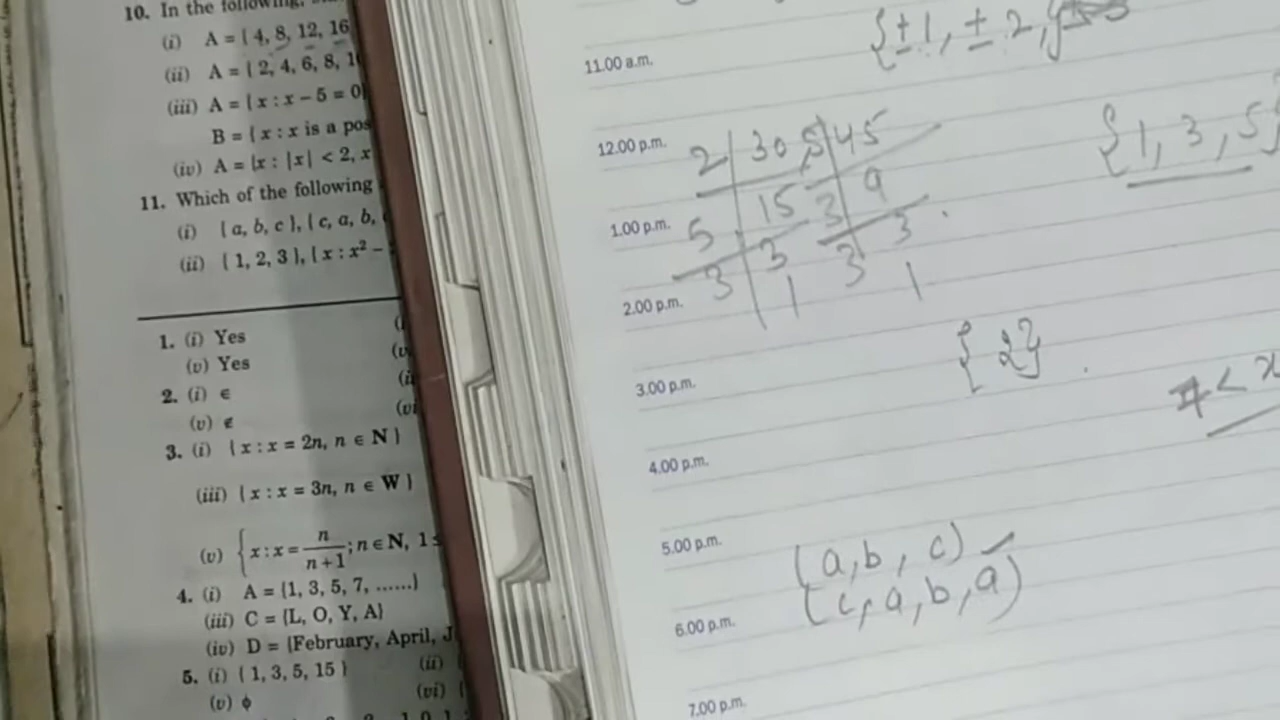 10. In the following,
(i) A = { 4, 8, 12, 16
(ii) A = { 2, 4, 6, 8, 1
(iii) A = {x : x – 5 = 0}
B = {x : x is a pos
(iv) A = {x : |x| < 2, x
11. Which of the following
(i) {a, b, c}, {c, a, b,
(ii) {1, 2, 3}, {x : x² –
1. (i) Yes
(v) Yes
2. (i) ∈
(v) ∉
3. (i) {x : x = 2n, n ∈ N}
(iii) {x : x = 3n, n ∈ W}
(v) {x : x = n/n+1 ; n ∈ N, 1 ≤
4. (i) A = {1, 3, 5, 7, ......}
(iii) C = {L, O, Y, A}
(iv) D = {February, April, J
5. (i) { 1, 3, 5, 15 }
(ii)
(v) ϕ
(vi) {
{±1, ±2,
11.00 a.m.
12.00 p.m.
2 | 30, 5 | 45
{1, 3, 5}
15 3 9
1.00 p.m.
5 3 3 3
3 1 1
2.00 p.m.
{2}
3.00 p.m.
< x
4.00 p.m.
5.00 p.m.
(a, b, c)
(c, a, b, a)
6.00 p.m.
7.00 p.m.